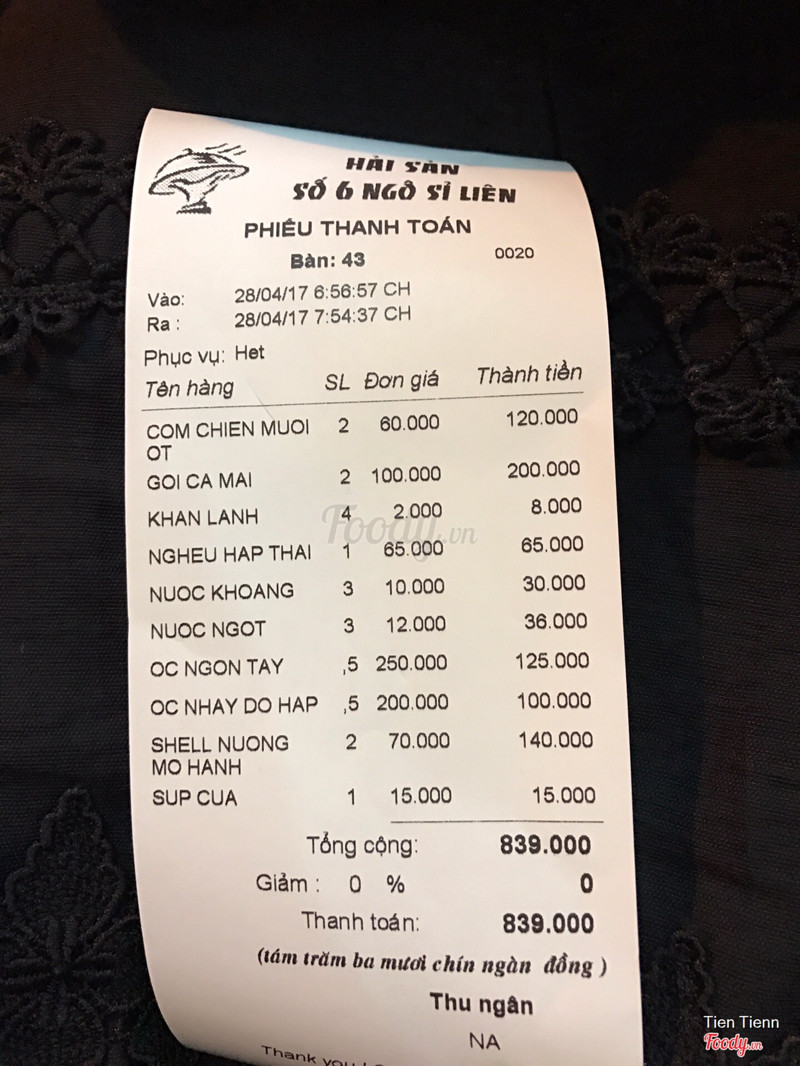 HẢI SẢN
SỐ 6 NGÔ SĨ LIÊN
PHIẾU THANH TOÁN
Bàn: 43 0020
Vào: 28/04/17 6:56:57 CH
Ra : 28/04/17 7:54:37 CH
Phục vụ: Het
Tên hàng SL Đơn giá Thành tiền
COM CHIEN MUOI 2 60.000 120.000
OT
GOI CA MAI 2 100.000 200.000
KHAN LANH 4 2.000 8.000
Foody.vn
NGHEU HAP THAI 1 65.000 65.000
NUOC KHOANG 3 10.000 30.000
NUOC NGOT 3 12.000 36.000
OC NGON TAY ,5 250.000 125.000
OC NHAY DO HAP ,5 200.000 100.000
SHELL NUONG 2 70.000 140.000
MO HANH
SUP CUA 1 15.000 15.000
Tổng cộng: 839.000
Giảm : 0 % 0
Thanh toán: 839.000
(tám trăm ba mươi chín ngàn đồng )
Thu ngân
NA
Thank you !
Tien Tienn
Foody.vn